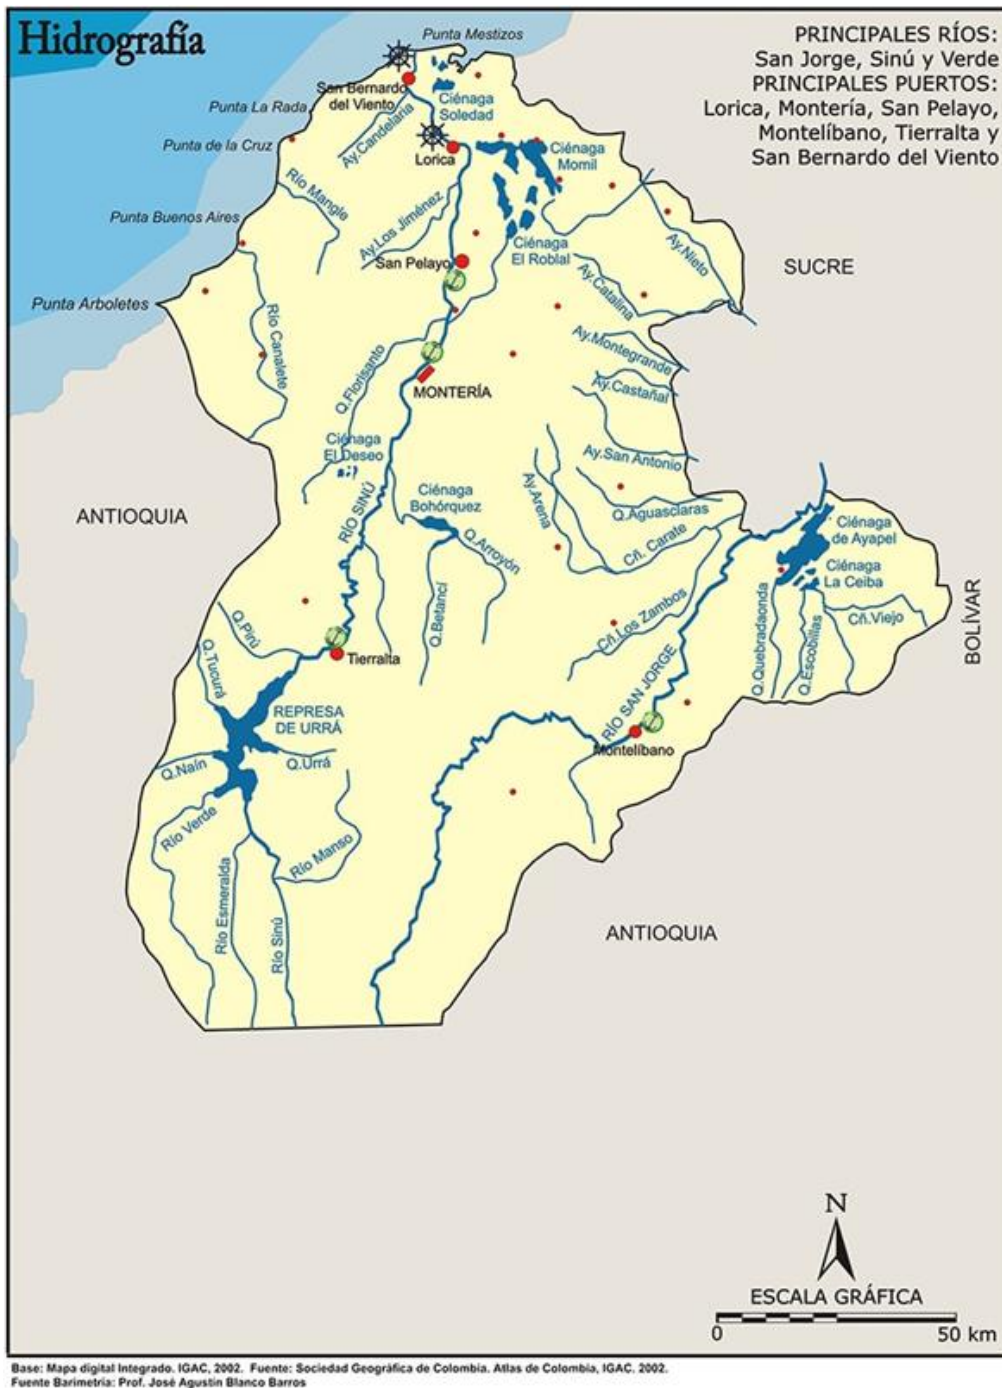 Hidrografía
PRINCIPALES RÍOS:
San Jorge, Sinú y Verde
PRINCIPALES PUERTOS:
Lorica, Montería, San Pelayo,
Montelíbano, Tierralta y
San Bernardo del Viento
Punta Mestizos
San Bernardo
del Viento
Punta La Rada
Ciénaga
Soledad
Ay.Candelaria
Punta de la Cruz
Lorica
Ciénaga
Momil
Río Mangle
Ay.Los Jiménez
Punta Buenos Aires
Ciénaga
El Roblal
Ay.Nieto
San Pelayo
SUCRE
Ay.Catalina
Punta Arboletes
Río Canalete
Q.Florisanto
Ay.Montegrande
MONTERÍA
Ay.Castañal
Ciénaga
El Deseo
Ay.San Antonio
ANTIOQUIA
RÍO SINÚ
Ciénaga
Bohórquez
Ay.Arena
Q.Aguasclaras
Q.Arroyón
Cñ. Carate
Ciénaga
de Ayapel
Ciénaga
La Ceiba
Q.Betancí
Cñ.Los Zambos
Q.Quebradaonda
Q.Escobillas
Cñ.Viejo
BOLÍVAR
Q.Pirú
Q.Tucurá
Tierralta
REPRESA
DE URRÁ
RÍO SAN JORGE
Montelíbano
Q.Naín
Q.Urrá
Río Verde
Río Manso
Río Esmeralda
Río Sinú
ANTIOQUIA
N
ESCALA GRÁFICA
0 50 km
Base: Mapa digital Integrado. IGAC, 2002. Fuente: Sociedad Geográfica de Colombia. Atlas de Colombia, IGAC. 2002.
Fuente Barimetria: Prof. José Agustin Blanco Barros